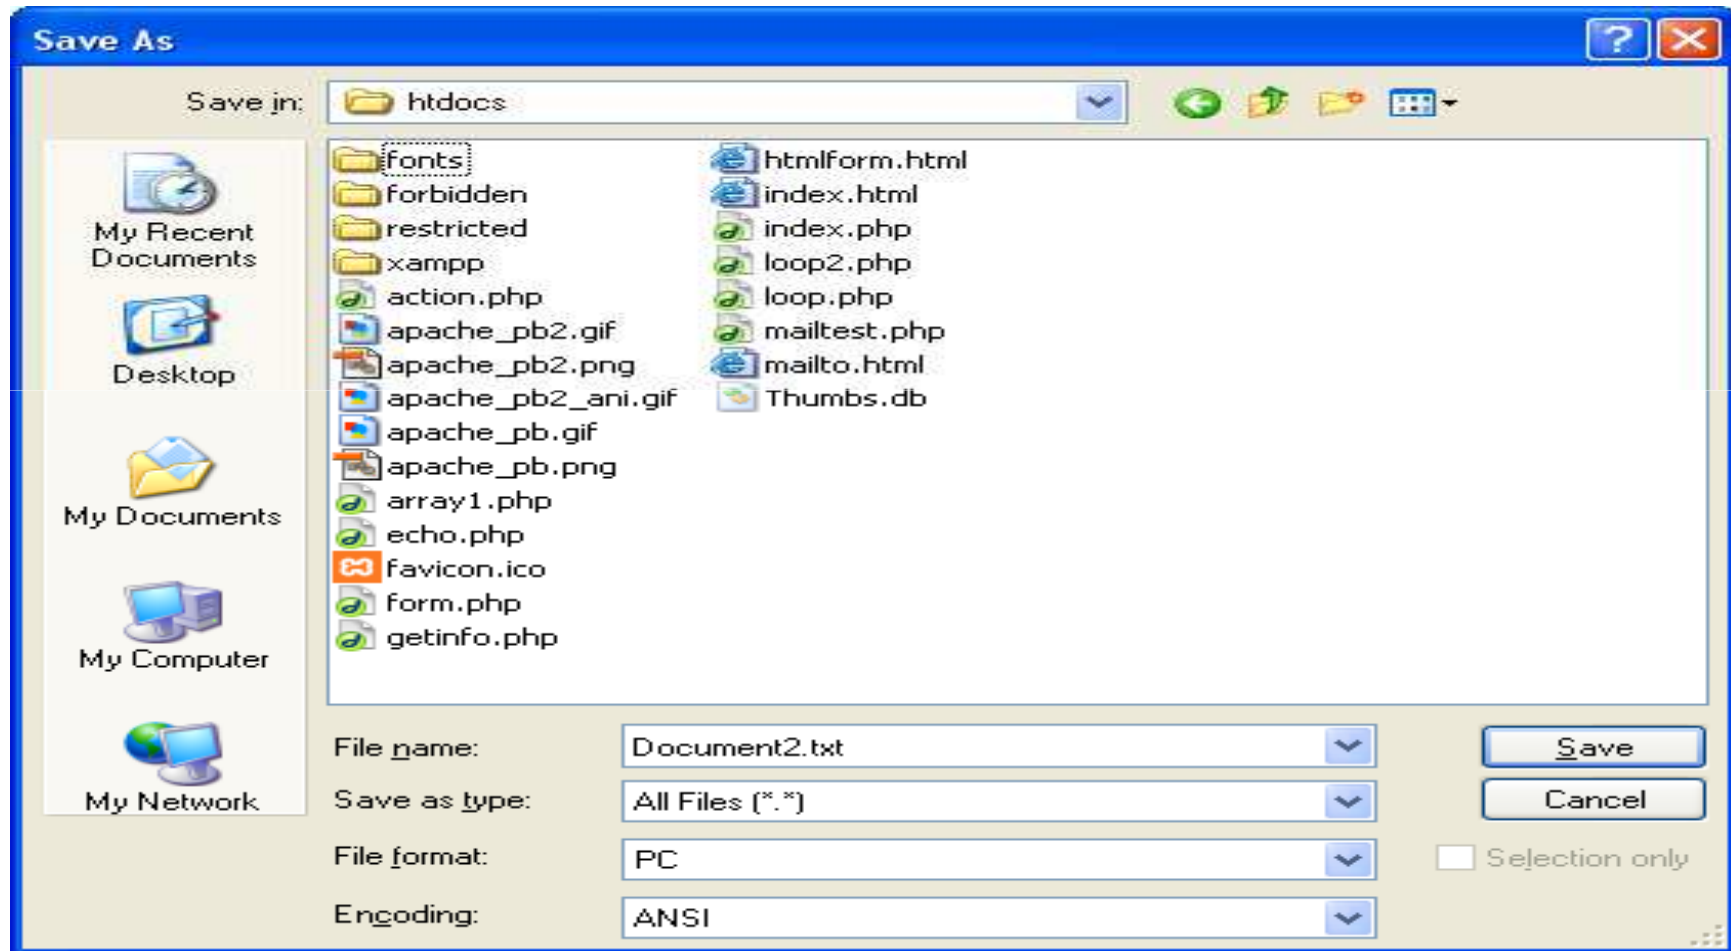 Save As
Save in:
htdocs
My Recent
Documents
Desktop
My Documents
My Computer
My Network
fonts
forbidden
restricted
xampp
action.php
apache_pb2.gif
apache_pb2.png
apache_pb2_ani.gif
apache_pb.gif
apache_pb.png
array1.php
echo.php
favicon.ico
form.php
getinfo.php
htmlform.html
index.html
index.php
loop2.php
loop.php
mailtest.php
mailto.html
Thumbs.db
File name:
Document2.txt
Save
Save as type:
All Files (*.*)
Cancel
File format:
PC
Selection only
Encoding:
ANSI